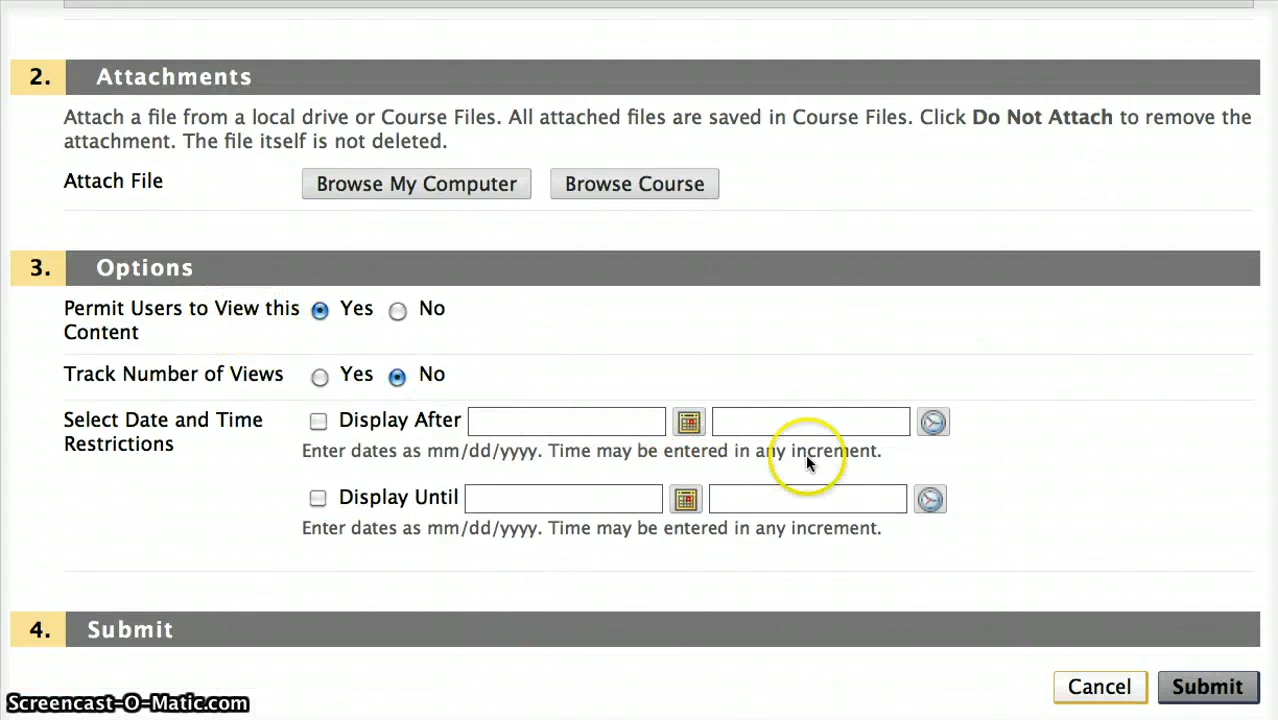 2. Attachments
Attach a file from a local drive or Course Files. All attached files are saved in Course Files. Click Do Not Attach to remove the
attachment. The file itself is not deleted.
Attach File Browse My Computer Browse Course
3. Options
Permit Users to View this Yes No
Content
Track Number of Views Yes No
Select Date and Time Display After
Restrictions
Enter dates as mm/dd/yyyy. Time may be entered in any increment.
Display Until
Enter dates as mm/dd/yyyy. Time may be entered in any increment.
4. Submit
Cancel Submit
Screencast-O-Matic.com